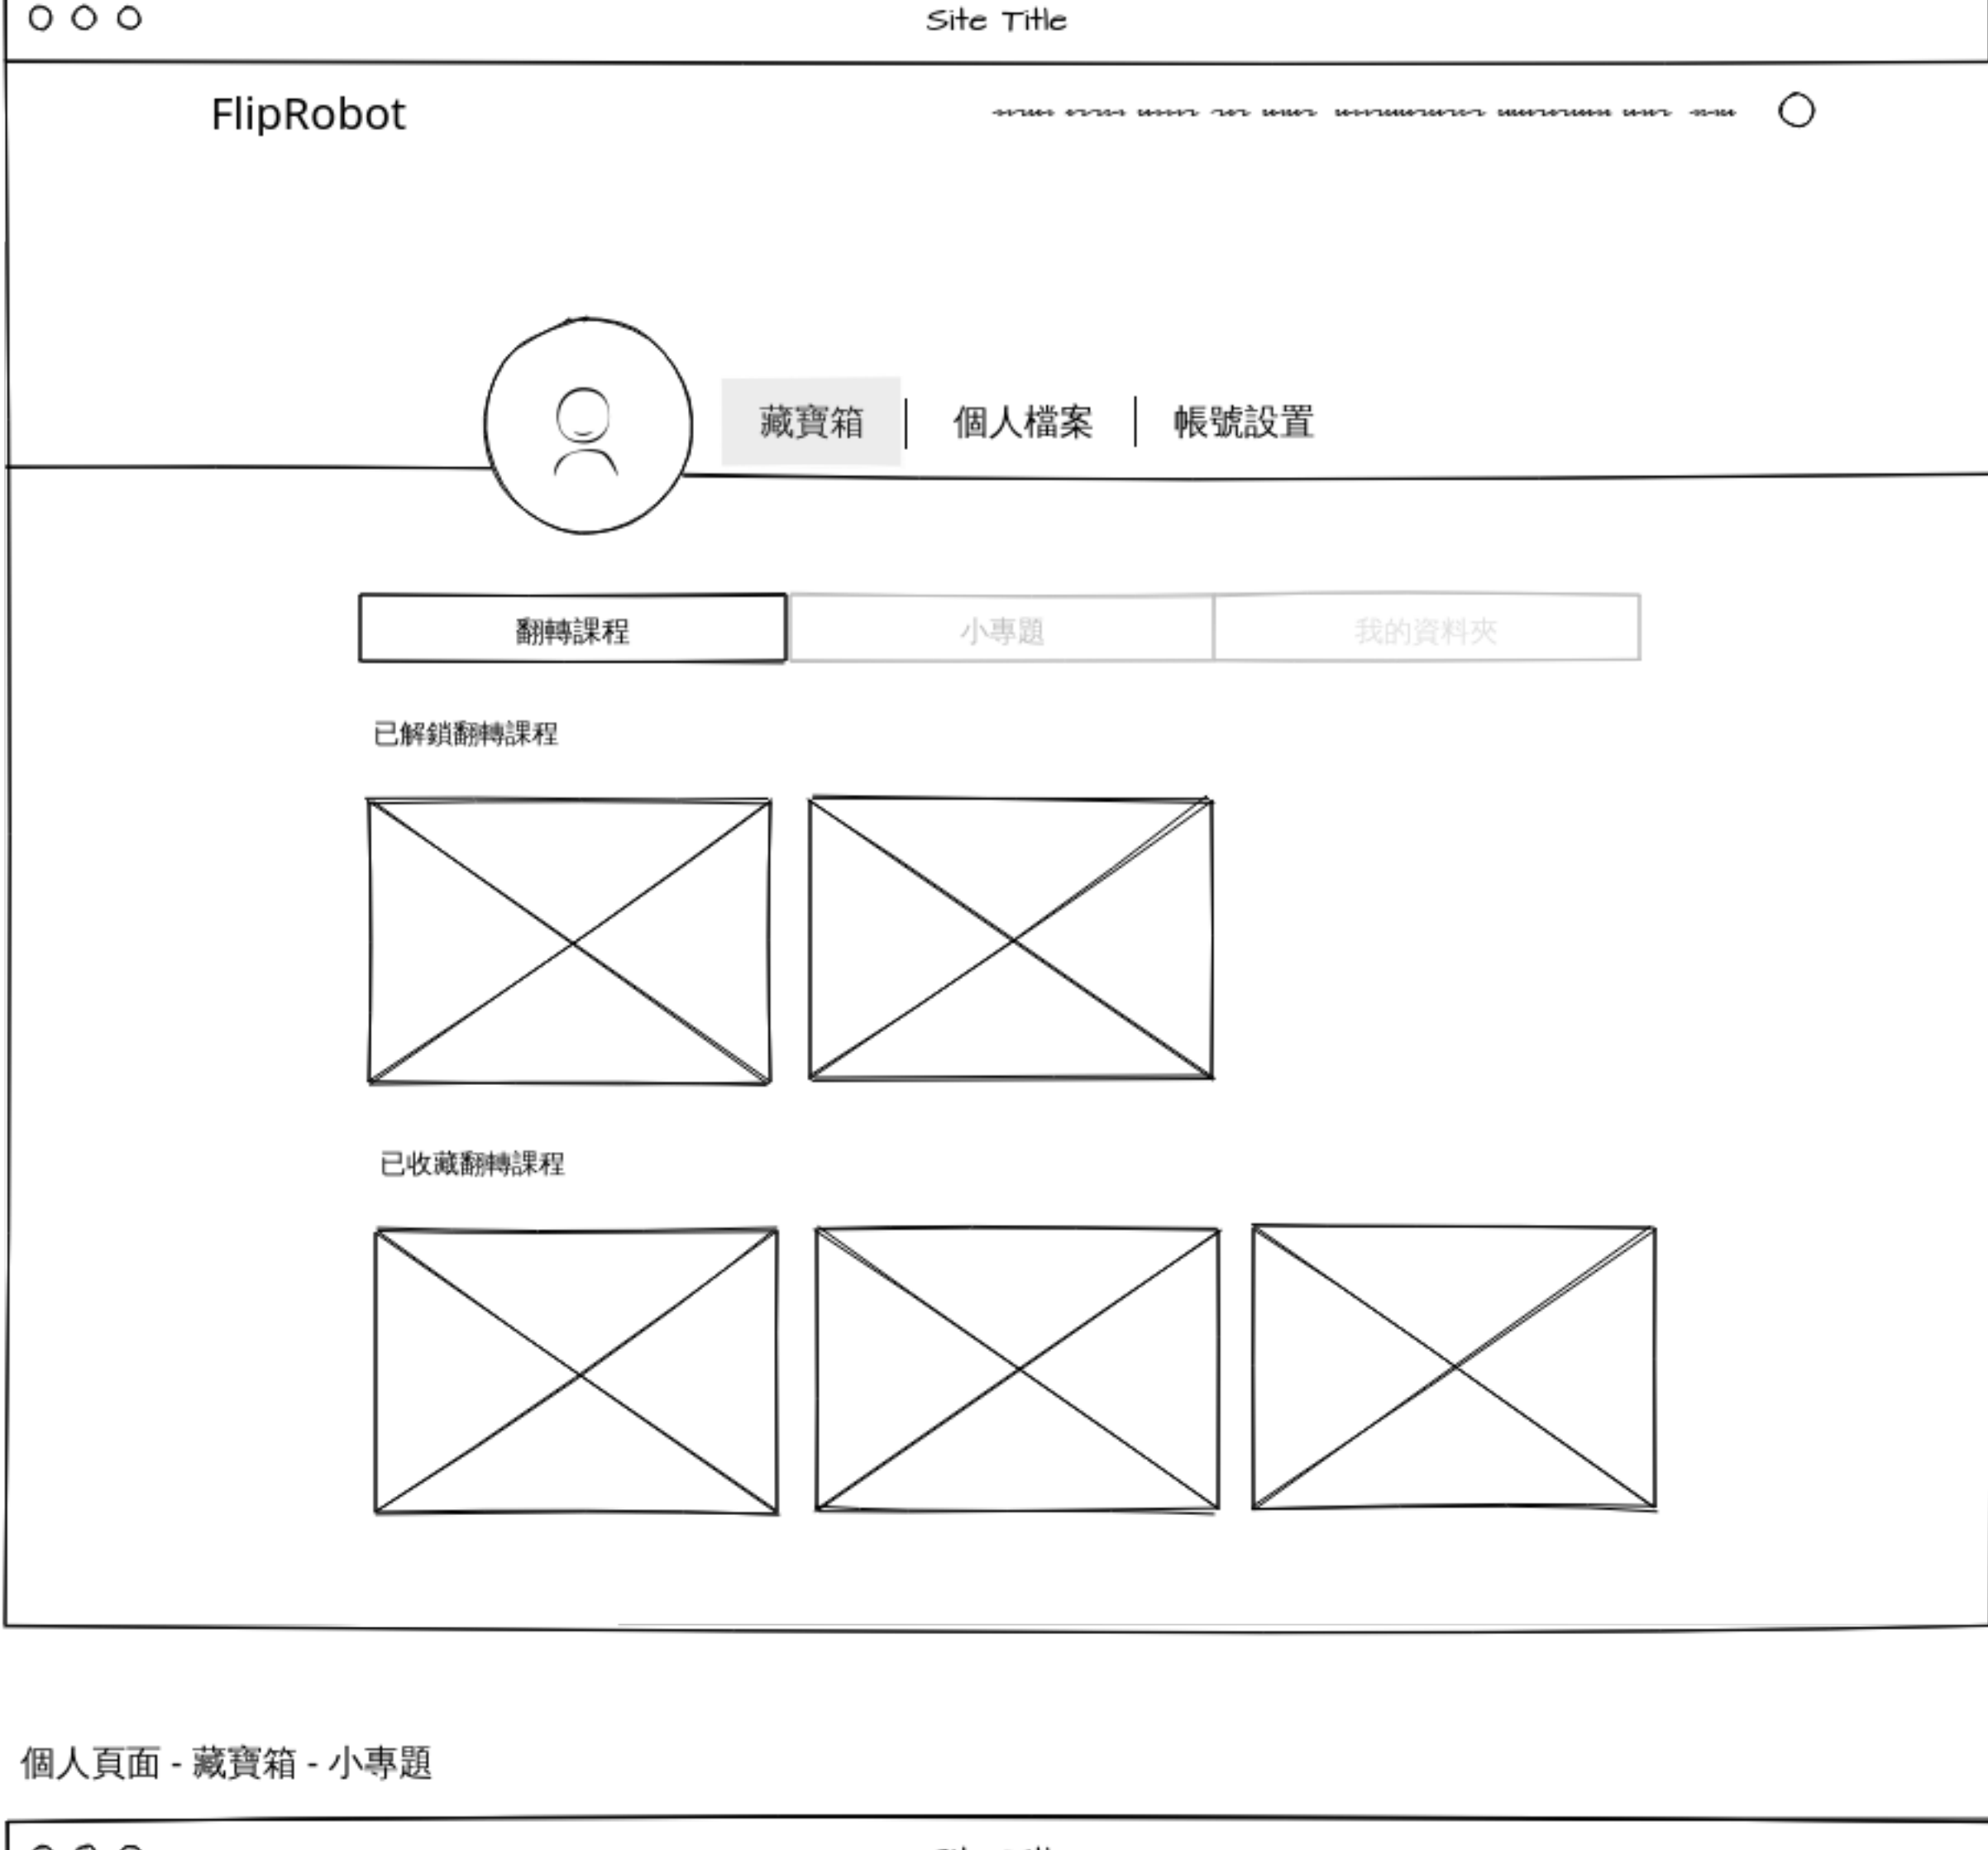 Site Title
FlipRobot
藏寶箱 個人檔案 帳號設置
翻轉課程 小專題 我的資料夾
已解鎖翻轉課程
已收藏翻轉課程
個人頁面 - 藏寶箱 - 小專題